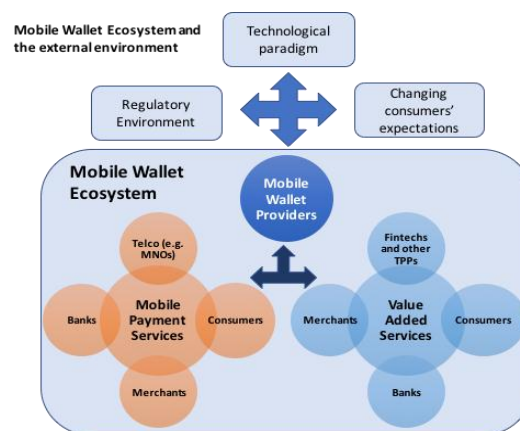 Mobile Wallet Ecosystem and
the external environment
Technological
paradigm
Regulatory
Environment
Changing
consumers'
expectations
Mobile Wallet
Ecosystem
Mobile
Wallet
Providers
Telco (e.g.
MNOs)
Banks
Mobile
Payment
Services
Consumers
Merchants
Fintechs
and other
TPPs
Merchants
Value
Added
Services
Consumers
Banks